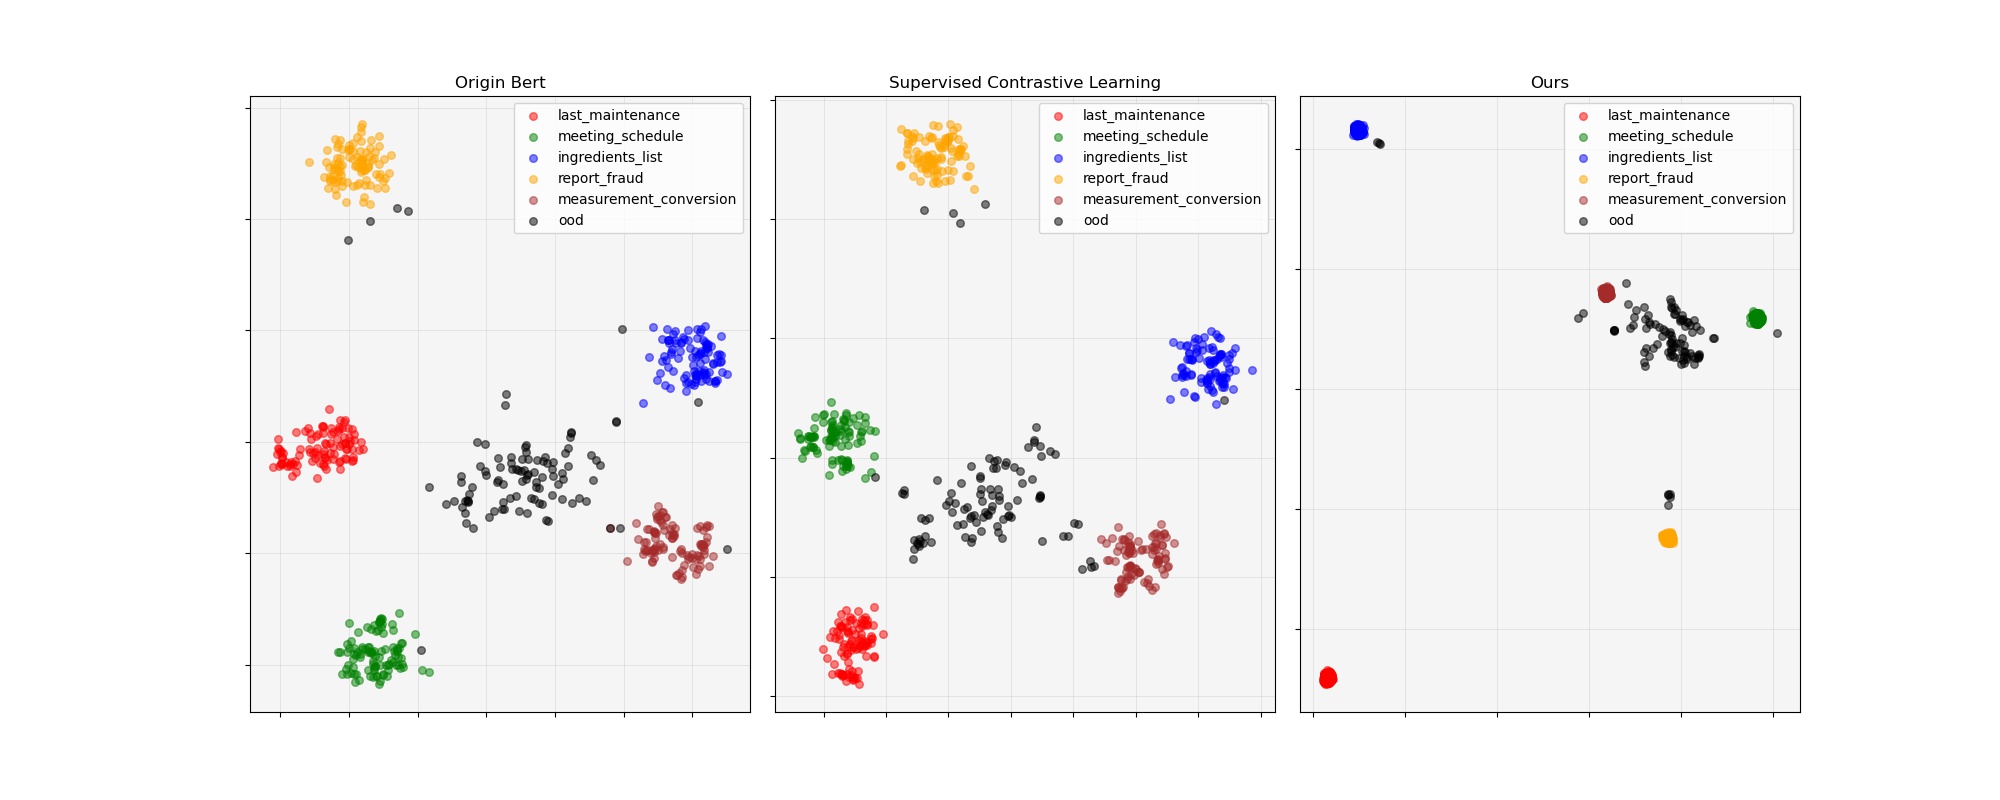 Origin Bert
last_maintenance
meeting_schedule
ingredients_list
report_fraud
measurement_conversion
ood
Supervised Contrastive Learning
last_maintenance
meeting_schedule
ingredients_list
report_fraud
measurement_conversion
ood
Ours
last_maintenance
meeting_schedule
ingredients_list
report_fraud
measurement_conversion
ood